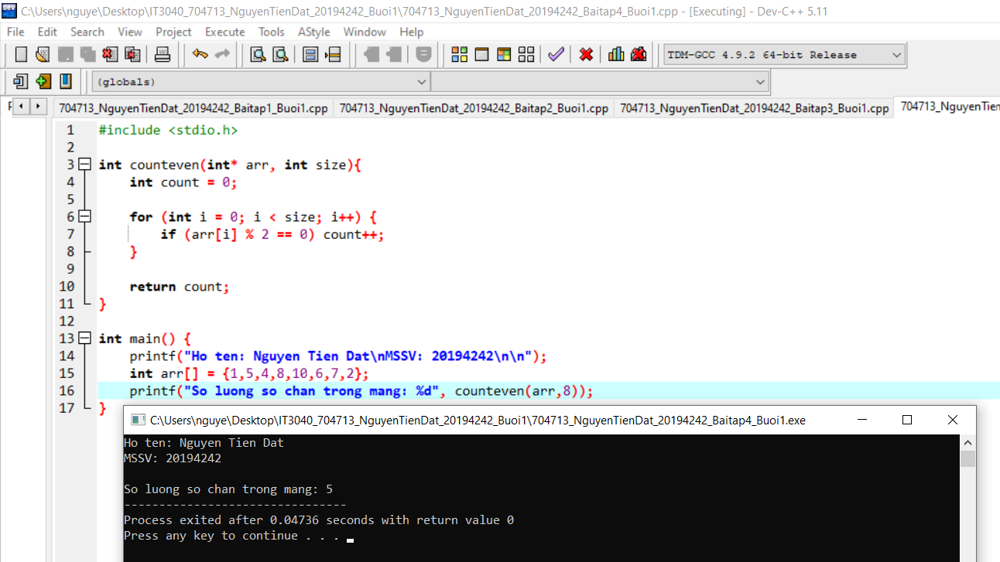 C:\Users\nguye\Desktop\IT3040_704713_NguyenTienDat_20194242_Buoi1\704713_NguyenTienDat_20194242_Baitap4_Buoi1.cpp - [Executing] - Dev-C++ 5.11
File Edit Search View Project Execute Tools AStyle Window Help
TDM-GCC 4.9.2 64-bit Release
(globals)
704713_NguyenTienDat_20194242_Baitap1_Buoi1.cpp 704713_NguyenTienDat_20194242_Baitap2_Buoi1.cpp 704713_NguyenTienDat_20194242_Baitap3_Buoi1.cpp 704713_NguyenTien
1 #include <stdio.h>
2
3 int counteven(int* arr, int size){
4 int count = 0;
5
6 for (int i = 0; i < size; i++) {
7 if (arr[i] % 2 == 0) count++;
8 }
9
10 return count;
11 }
12
13 int main() {
14 printf("Ho ten: Nguyen Tien Dat\nMSSV: 20194242\n\n");
15 int arr[] = {1,5,4,8,10,6,7,2};
16 printf("So luong so chan trong mang: %d", counteven(arr,8));
17 }
C:\Users\nguye\Desktop\IT3040_704713_NguyenTienDat_20194242_Buoi1\704713_NguyenTienDat_20194242_Baitap4_Buoi1.exe
Ho ten: Nguyen Tien Dat
MSSV: 20194242
So luong so chan trong mang: 5
--------------------------------
Process exited after 0.04736 seconds with return value 0
Press any key to continue . . .